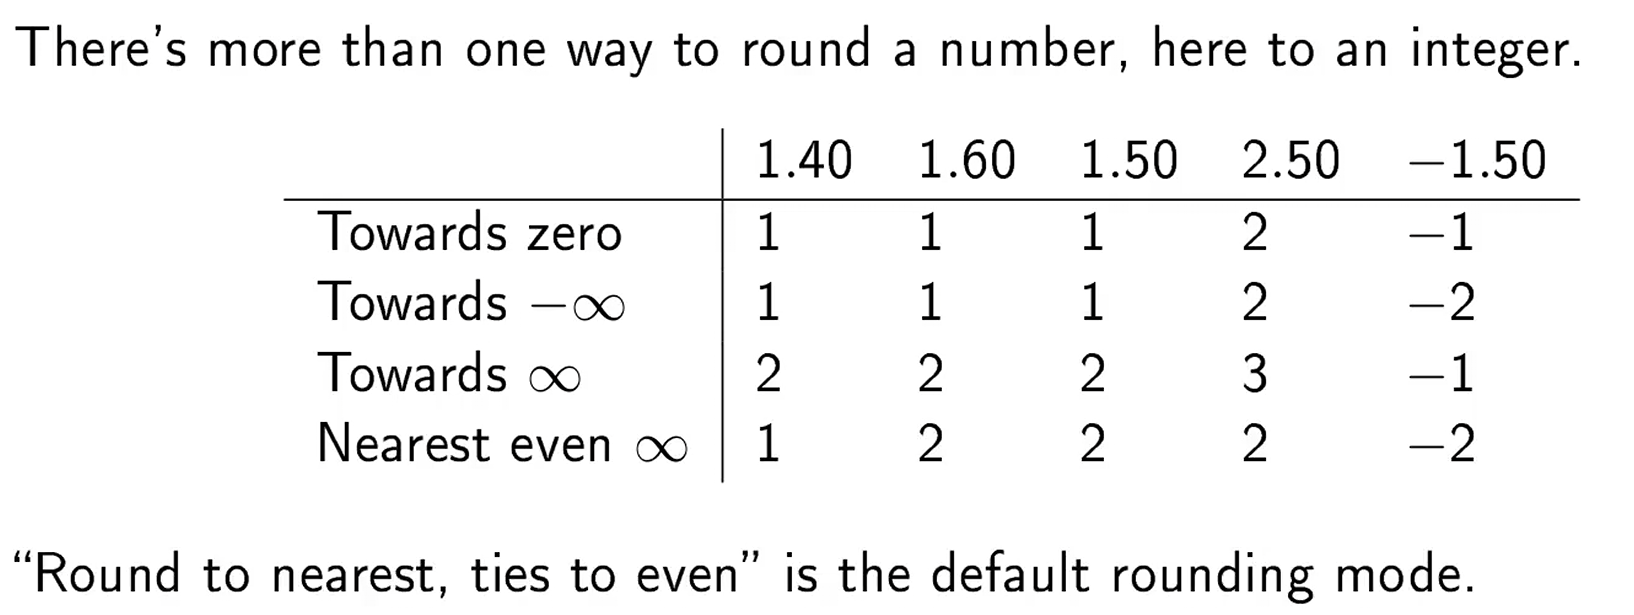 There's more than one way to round a number, here to an integer.
1.40 1.60 1.50 2.50 −1.50
Towards zero 1 1 1 2 −1
Towards −∞ 1 1 1 2 −2
Towards ∞ 2 2 2 3 −1
Nearest even ∞ 1 2 2 2 −2
“Round to nearest, ties to even” is the default rounding mode.